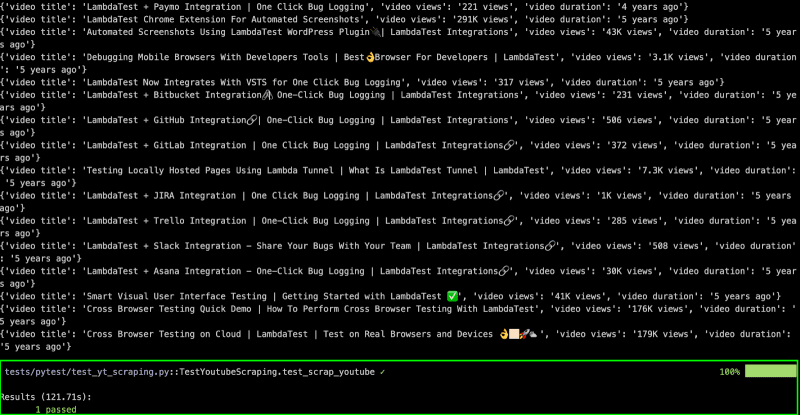 {'video title': 'LambdaTest + Paymo Integration | One Click Bug Logging', 'video views': '221 views', 'video duration': '4 years ago'}
{'video title': 'LambdaTest Chrome Extension For Automated Screenshots', 'video views': '291K views', 'video duration': '5 years ago'}
{'video title': 'Automated Screenshots Using LambdaTest WordPress Plugin🔌| LambdaTest Integrations', 'video views': '43K views', 'video duration': '5 year
s ago'}
{'video title': 'Debugging Mobile Browsers With Developers Tools | Best👌Browser For Developers | LambdaTest', 'video views': '3.1K views', 'video duration
': '5 years ago'}
{'video title': 'LambdaTest Now Integrates With VSTS for One Click Bug Logging', 'video views': '317 views', 'video duration': '5 years ago'}
{'video title': 'LambdaTest + Bitbucket Integration🖇️ One-Click Bug Logging | LambdaTest Integrations', 'video views': '231 views', 'video duration': '5 ye
ars ago'}
{'video title': 'LambdaTest + GitHub Integration🔗| One-Click Bug Logging | LambdaTest Integrations', 'video views': '506 views', 'video duration': '5 year
s ago'}
{'video title': 'LambdaTest + GitLab Integration | One Click Bug Logging | LambdaTest Integrations🔗', 'video views': '372 views', 'video duration': '5 yea
rs ago'}
{'video title': 'Testing Locally Hosted Pages Using Lambda Tunnel | What Is LambdaTest Tunnel | LambdaTest', 'video views': '7.3K views', 'video duration':
'5 years ago'}
{'video title': 'LambdaTest + JIRA Integration | One Click Bug Logging | LambdaTest Integrations🔗', 'video views': '1K views', 'video duration': '5 years
ago'}
{'video title': 'LambdaTest + Trello Integration | One-Click Bug Logging | LambdaTest Integrations🔗', 'video views': '285 views', 'video duration': '5 yea
rs ago'}
{'video title': 'LambdaTest + Slack Integration - Share Your Bugs With Your Team | LambdaTest Integrations🔗', 'video views': '508 views', 'video duration'
: '5 years ago'}
{'video title': 'LambdaTest + Asana Integration - One-Click Bug Logging | LambdaTest Integrations🔗', 'video views': '30K views', 'video duration': '5 years
ago'}
{'video title': 'Smart Visual User Interface Testing | Getting Started with LambdaTest ✅', 'video views': '41K views', 'video duration': '5 years ago'}
{'video title': 'Cross Browser Testing Quick Demo | How To Perform Cross Browser Testing With LambdaTest', 'video views': '176K views', 'video duration': '
5 years ago'}
{'video title': 'Cross Browser Testing on Cloud | LambdaTest | Test on Real Browsers and Devices 👌🏻🚀🌥', 'video views': '179K views', 'video duration':
'5 years ago'}
tests/pytest/test_yt_scraping.py::TestYoutubeScraping.test_scrap_youtube ✓ 100%
Results (121.71s):
1 passed